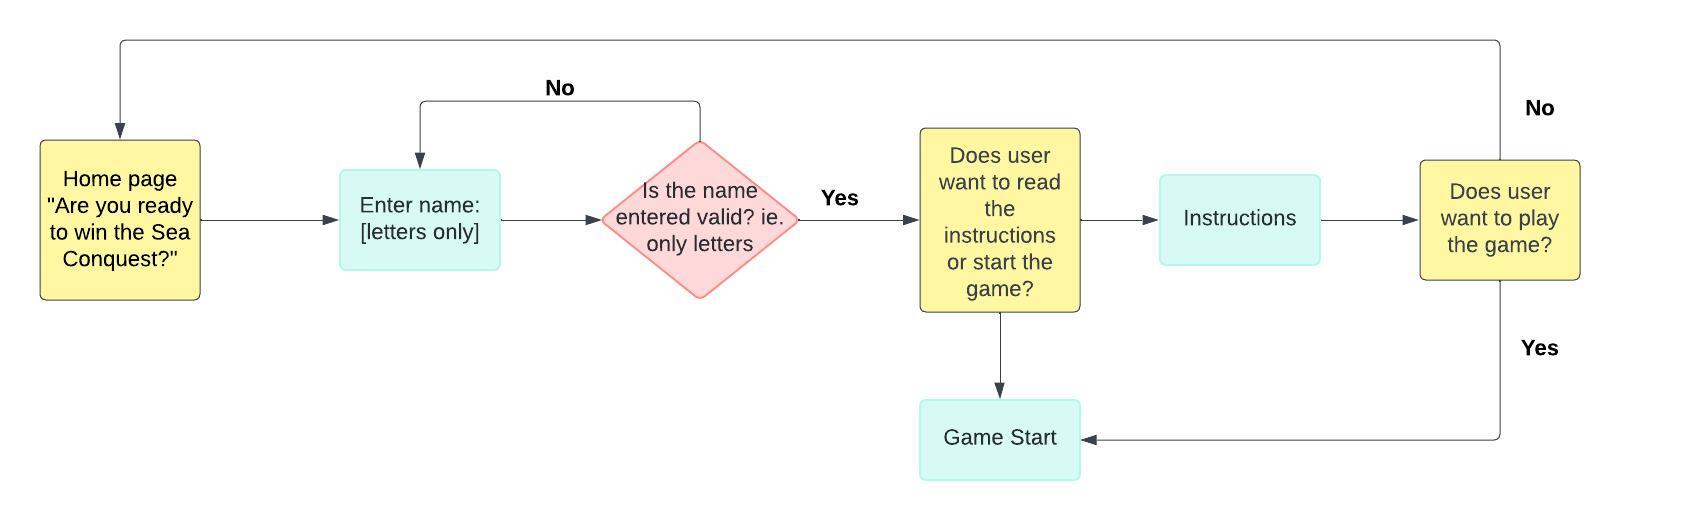 No
No
Home page
"Are you ready
to win the Sea
Conquest?"
Enter name:
[letters only]
Is the name
entered valid? ie.
only letters
Yes
Does user
want to read
the
instructions
or start the
game?
Instructions
Does user
want to play
the game?
Yes
Game Start